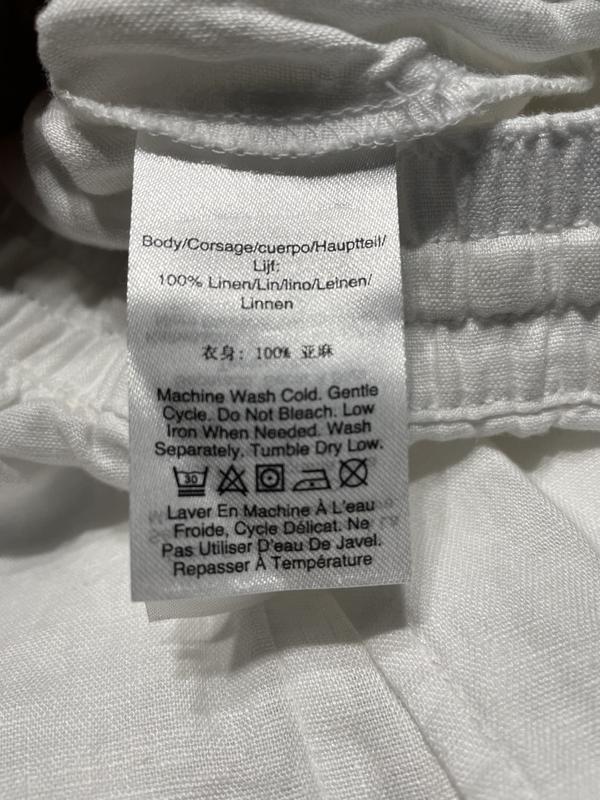 Body/Corsage/cuerpo/Hauptteil/
Lijf:
100% Linen/Lin/lino/Leinen/
Linnen
衣身: 100% 亚麻
Machine Wash Cold. Gentle
Cycle. Do Not Bleach. Low
Iron When Needed. Wash
Separately. Tumble Dry Low.
30
Laver En Machine À L'eau
Froide, Cycle Délicat. Ne
Pas Utiliser D'eau De Javel.
Repasser À Température